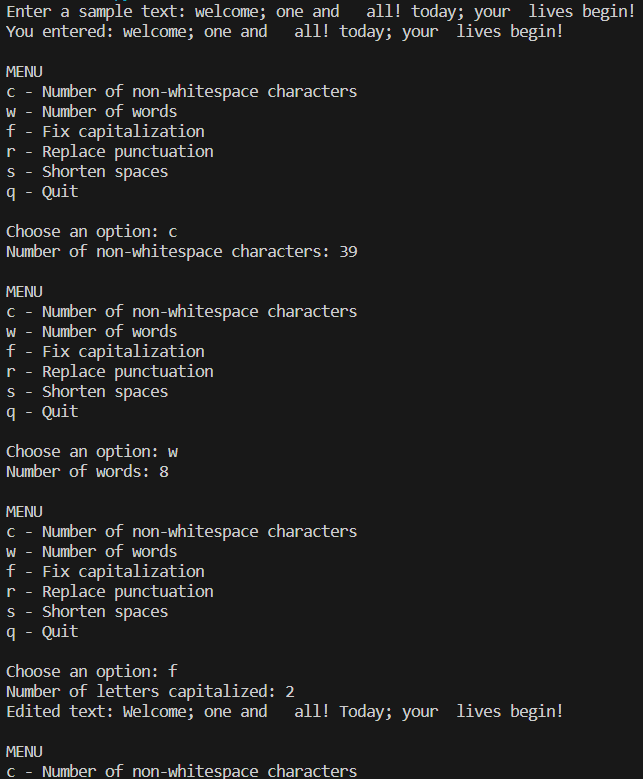 Enter a sample text: welcome; one and   all! today; your  lives begin!
You entered: welcome; one and   all! today; your  lives begin!

MENU
c - Number of non-whitespace characters
w - Number of words
f - Fix capitalization
r - Replace punctuation
s - Shorten spaces
q - Quit

Choose an option: c
Number of non-whitespace characters: 39

MENU
c - Number of non-whitespace characters
w - Number of words
f - Fix capitalization
r - Replace punctuation
s - Shorten spaces
q - Quit

Choose an option: w
Number of words: 8

MENU
c - Number of non-whitespace characters
w - Number of words
f - Fix capitalization
r - Replace punctuation
s - Shorten spaces
q - Quit

Choose an option: f
Number of letters capitalized: 2
Edited text: Welcome; one and   all! Today; your  lives begin!

MENU
c - Number of non-whitespace characters